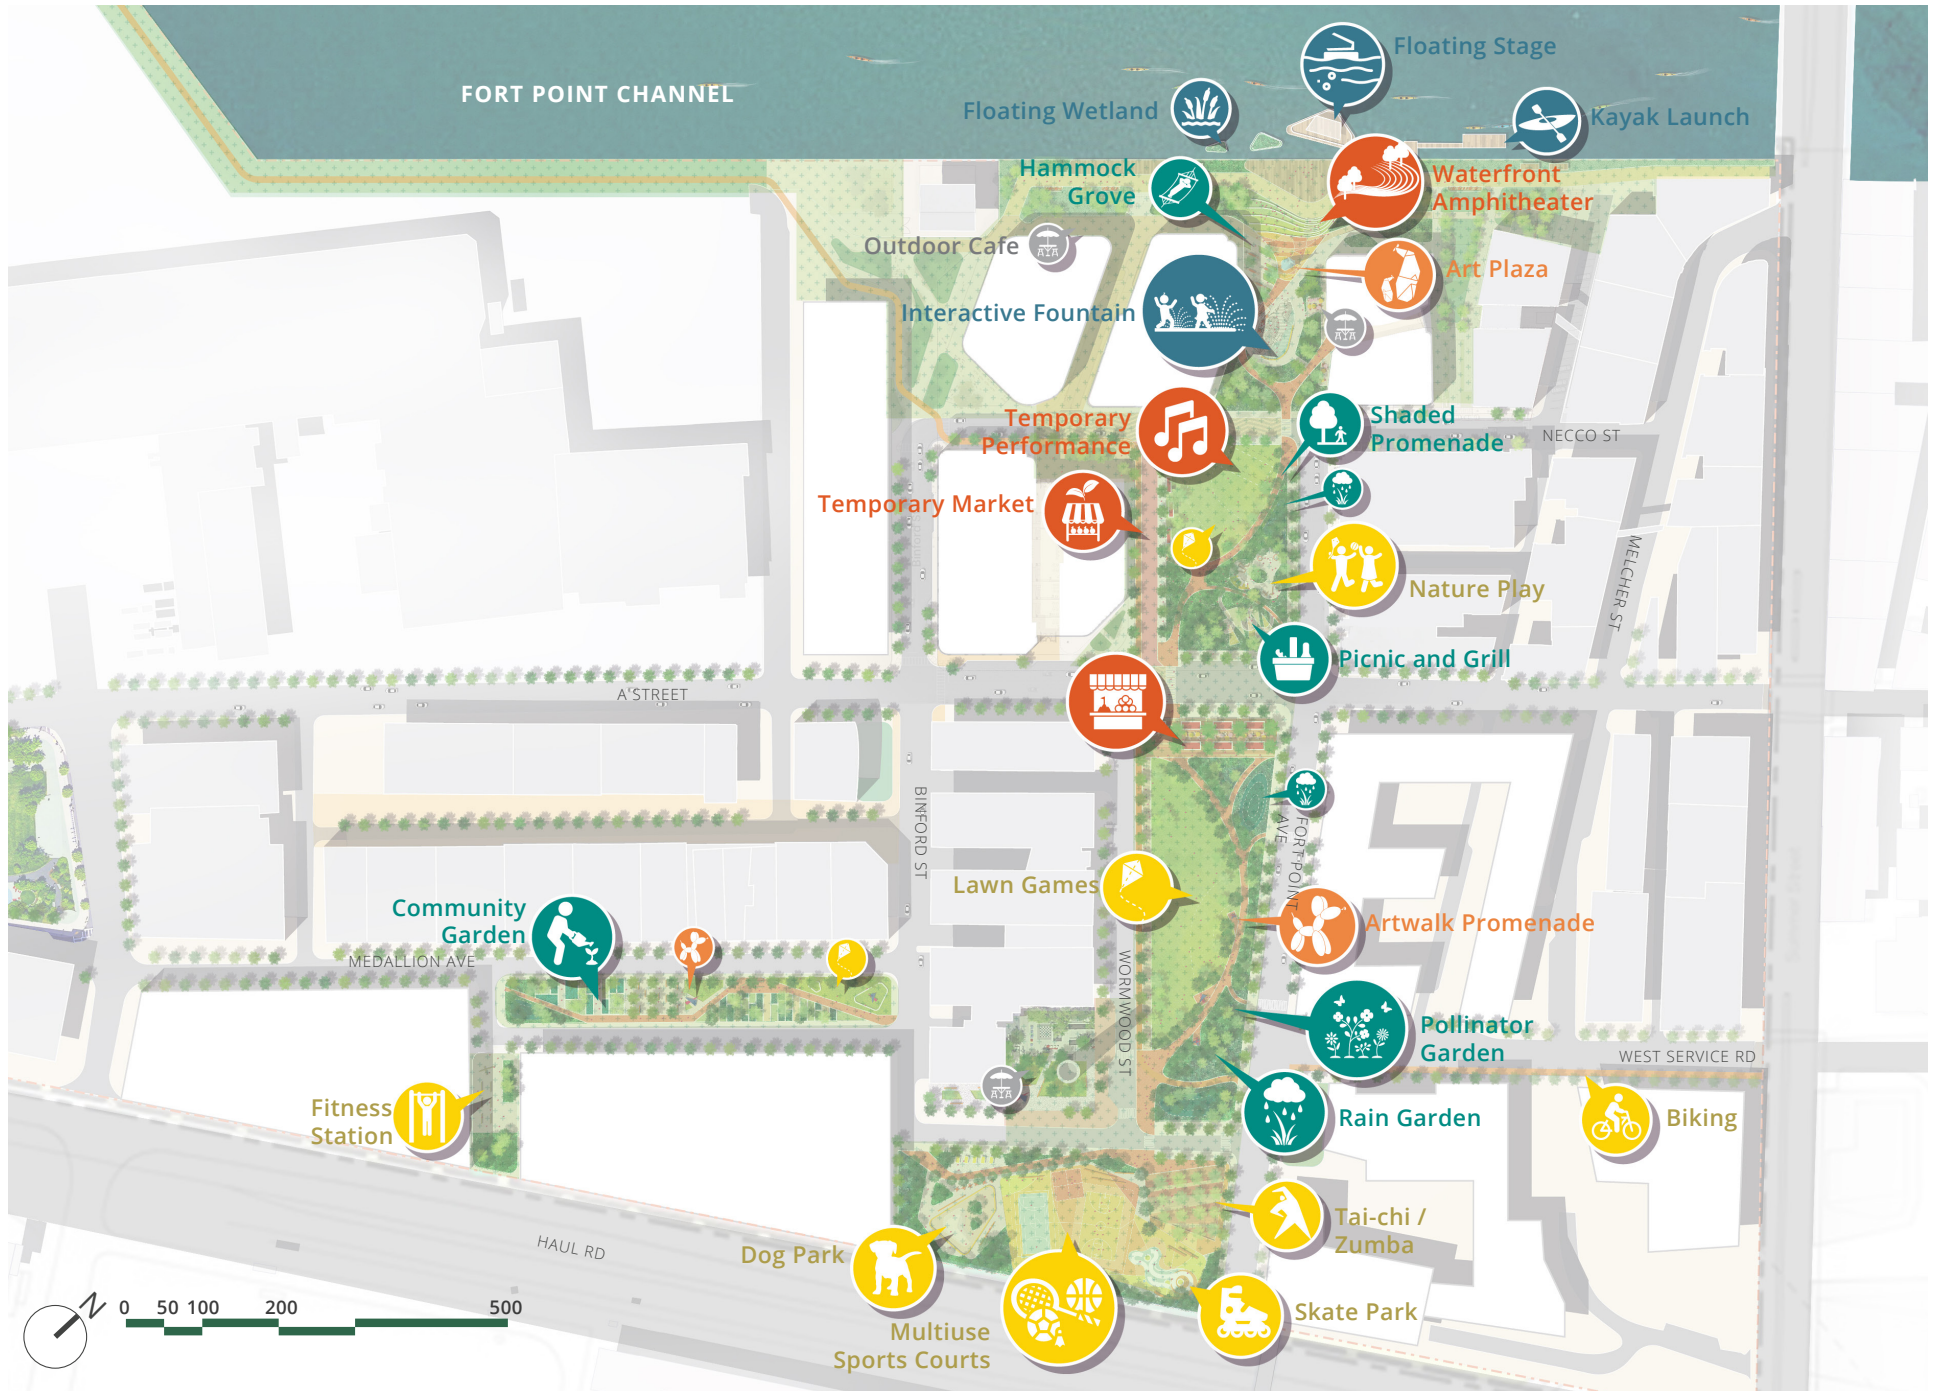 FORT POINT CHANNEL
Floating Stage
Floating Wetland
Kayak Launch
Hammock
Grove
Waterfront
Amphitheater
Outdoor Cafe
Art Plaza
Interactive Fountain
Temporary
Performance
Shaded
Promenade
NECCO ST
Temporary Market
MELCHER ST
Nature Play
Picnic and Grill
A STREET
BINFORD ST
FORT POINT
AVE
Lawn Games
Community
Garden
Artwalk Promenade
MEDALLION AVE
WORMWOOD ST
Pollinator
Garden
WEST SERVICE RD
Fitness
Station
Rain Garden
Biking
Tai-chi /
Zumba
HAUL RD
Dog Park
Skate Park
Multiuse
Sports Courts
N
0 50 100 200 500